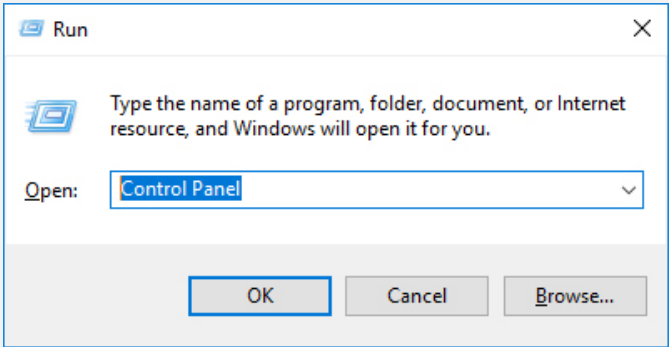 Run
Type the name of a program, folder, document, or Internet
resource, and Windows will open it for you.
Open: Control Panel
OK Cancel Browse...